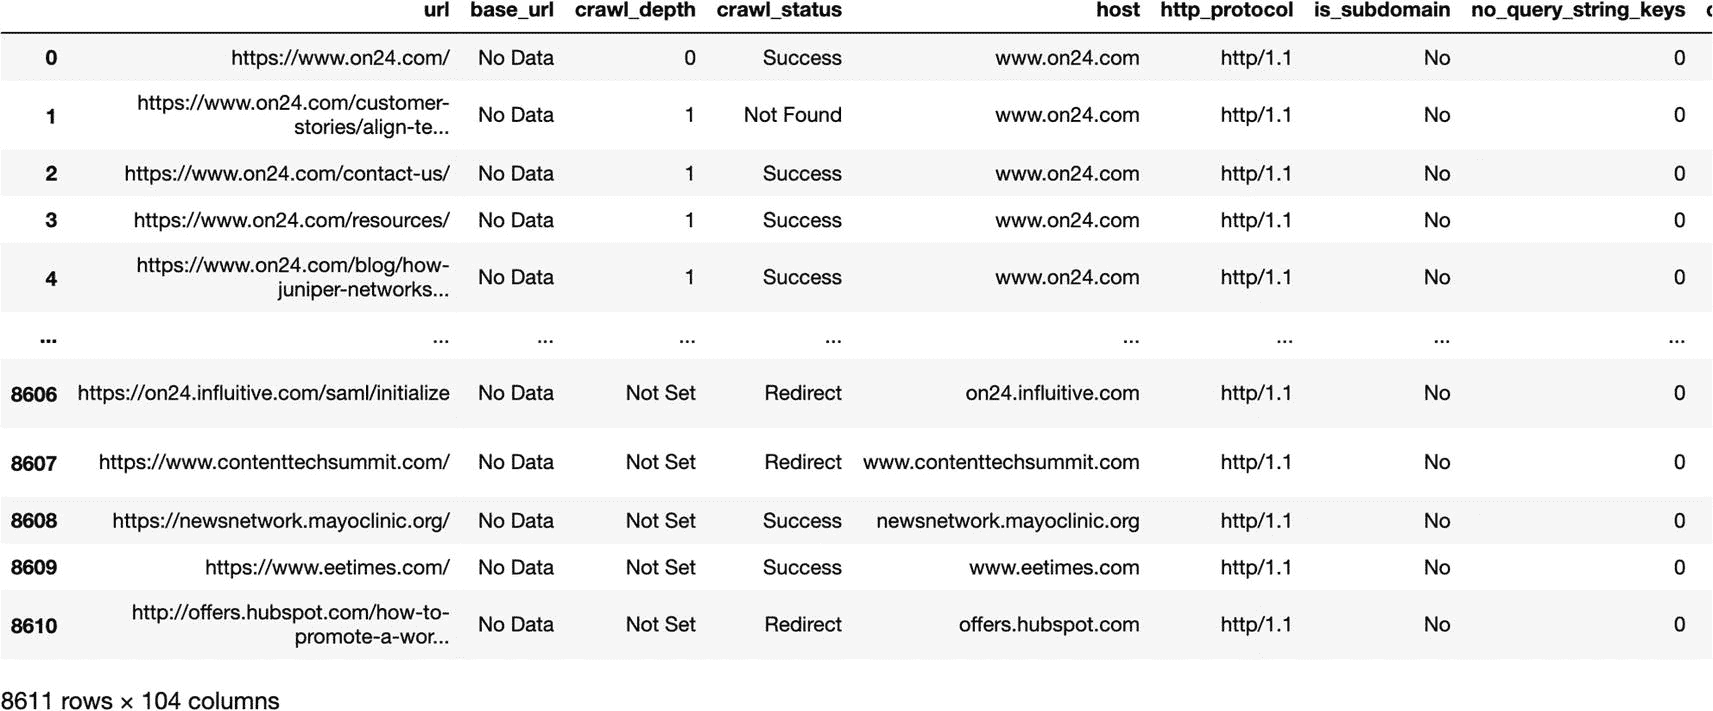 url base_url crawl_depth crawl_status host http_protocol is_subdomain no_query_string_keys
0 https://www.on24.com/ No Data 0 Success www.on24.com http/1.1 No 0
1 https://www.on24.com/customer-
stories/align-te... No Data 1 Not Found www.on24.com http/1.1 No 0
2 https://www.on24.com/contact-us/ No Data 1 Success www.on24.com http/1.1 No 0
3 https://www.on24.com/resources/ No Data 1 Success www.on24.com http/1.1 No 0
4 https://www.on24.com/blog/how-
juniper-networks... No Data 1 Success www.on24.com http/1.1 No 0
... ... ... ... ... ... ... ... ...
8606 https://on24.influitive.com/saml/initialize No Data Not Set Redirect on24.influitive.com http/1.1 No 0
8607 https://www.contenttechsummit.com/ No Data Not Set Redirect www.contenttechsummit.com http/1.1 No 0
8608 https://newsnetwork.mayoclinic.org/ No Data Not Set Success newsnetwork.mayoclinic.org http/1.1 No 0
8609 https://www.eetimes.com/ No Data Not Set Success www.eetimes.com http/1.1 No 0
8610 http://offers.hubspot.com/how-to-
promote-a-wor... No Data Not Set Redirect offers.hubspot.com http/1.1 No 0
8611 rows × 104 columns